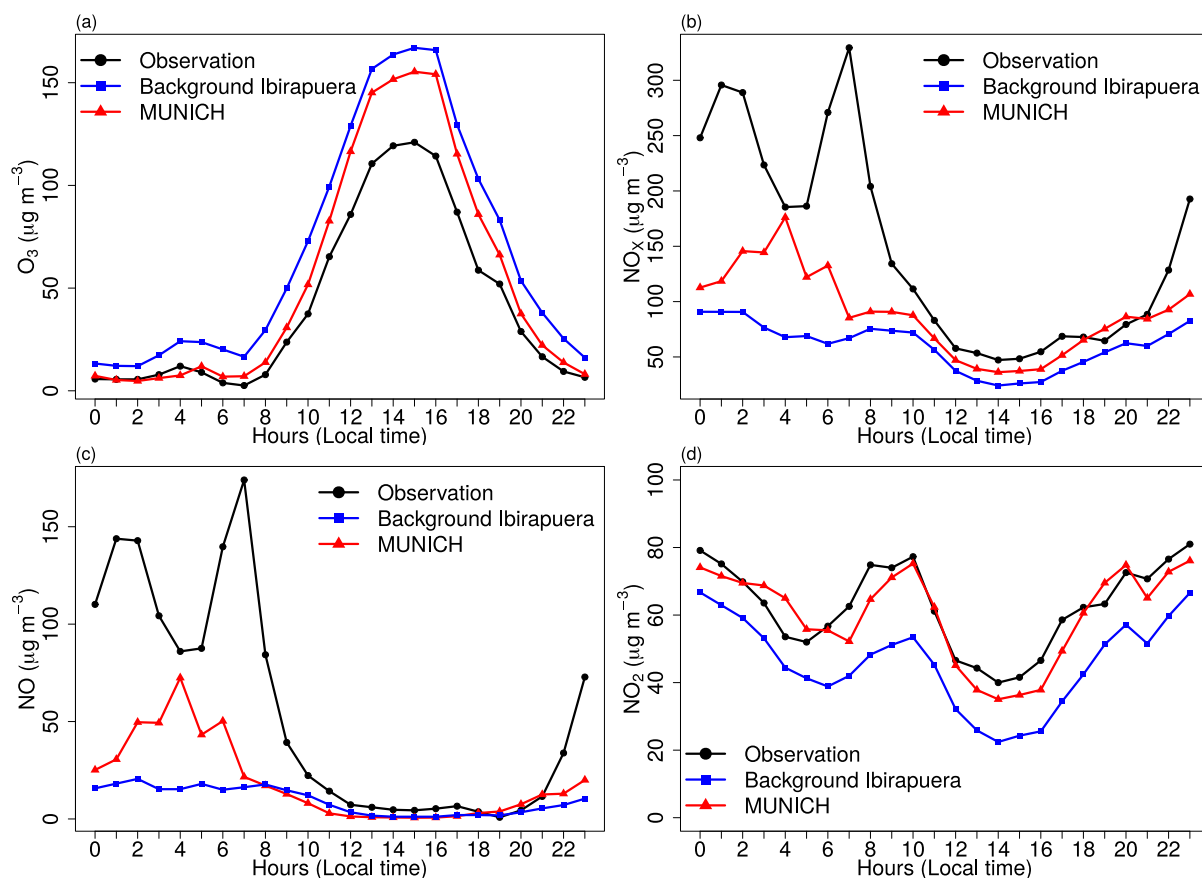 (a)
Observation
Background Ibirapuera
MUNICH
O₃ (μg m⁻³)
0 50 100 150
0 2 4 6 8 10 12 14 16 18 20 22
Hours (Local time)
(b)
Observation
Background Ibirapuera
MUNICH
NOₓ (μg m⁻³)
50 100 150 200 250 300
0 2 4 6 8 10 12 14 16 18 20 22
Hours (Local time)
(c)
Observation
Background Ibirapuera
MUNICH
NO (μg m⁻³)
0 50 100 150
0 2 4 6 8 10 12 14 16 18 20 22
Hours (Local time)
(d)
Observation
Background Ibirapuera
MUNICH
NO₂ (μg m⁻³)
0 20 40 60 80 100
0 2 4 6 8 10 12 14 16 18 20 22
Hours (Local time)